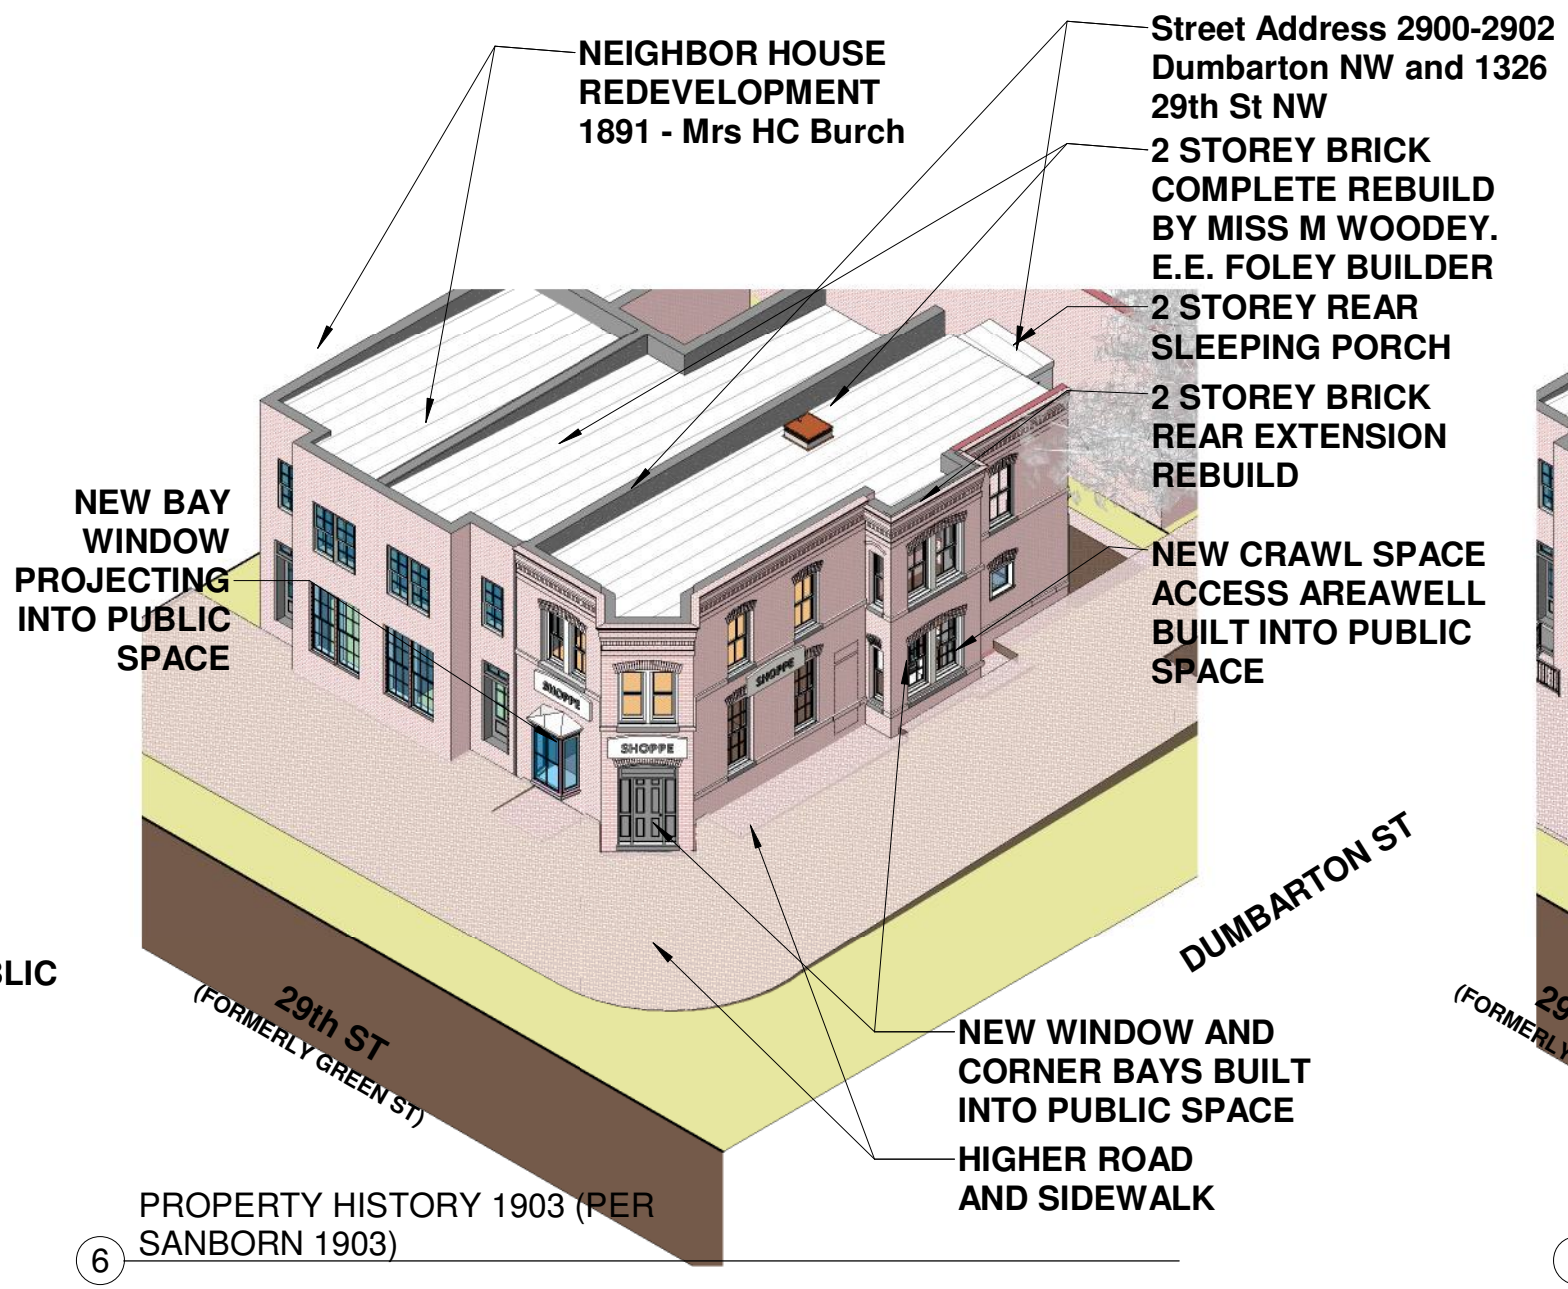 NEIGHBOR HOUSE
REDEVELOPMENT
1891 - Mrs HC Burch
Street Address 2900-2902
Dumbarton NW and 1326
29th St NW
2 STOREY BRICK
COMPLETE REBUILD
BY MISS M WOODEY.
E.E. FOLEY BUILDER
2 STOREY REAR
SLEEPING PORCH
2 STOREY BRICK
REAR EXTENSION
REBUILD
NEW BAY
WINDOW
PROJECTING
INTO PUBLIC
SPACE
NEW CRAWL SPACE
ACCESS AREAWELL
BUILT INTO PUBLIC
SPACE
SHOPPE
SHOPPE
SHOPPE
DUMBARTON ST
29th ST
(FORMERLY GREEN ST)
NEW WINDOW AND
CORNER BAYS BUILT
INTO PUBLIC SPACE
HIGHER ROAD
AND SIDEWALK
BLIC
29
(FORMERLY
PROPERTY HISTORY 1903 (PER
SANBORN 1903)
6